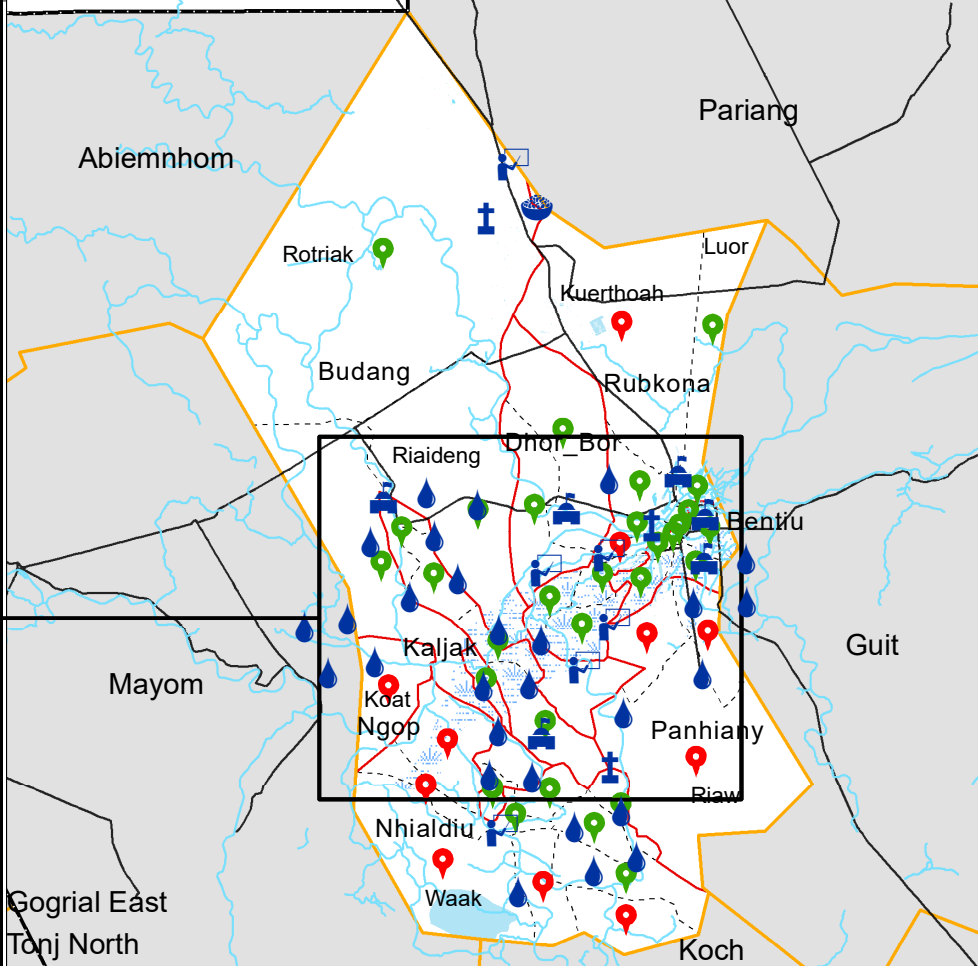 Pariang
Abiemnhom
Luor
Rotriak
Kuerthoah
Budang
Rubkona
Dhor_Bor
Riaideng
Bentiu
Kaljak
Guit
Mayom
Koat
Ngop
Panhiany
Riaw
Nhialdiu
Waak
Gogrial East
Tonj North
Koch